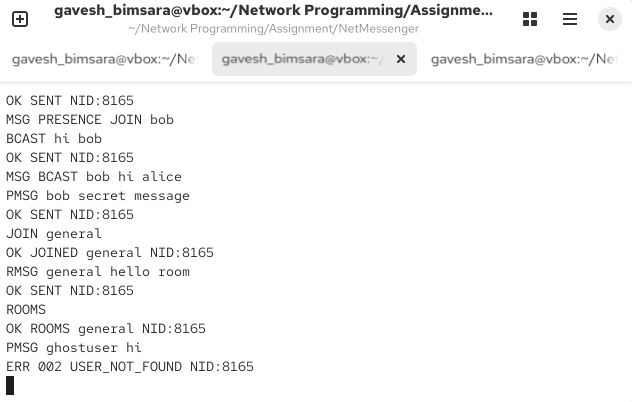 gavesh_bimsara@vbox:~/Network Programming/Assignme...
~/Network Programming/Assignment/NetMessenger
gavesh_bimsara@vbox:~/Ne
gavesh_bimsara@vbox:~/
gavesh_bimsara@vbox:~/Ne
OK SENT NID:8165
MSG PRESENCE JOIN bob
BCAST hi bob
OK SENT NID:8165
MSG BCAST bob hi alice
PMSG bob secret message
OK SENT NID:8165
JOIN general
OK JOINED general NID:8165
RMSG general hello room
OK SENT NID:8165
ROOMS
OK ROOMS general NID:8165
PMSG ghostuser hi
ERR 002 USER_NOT_FOUND NID:8165